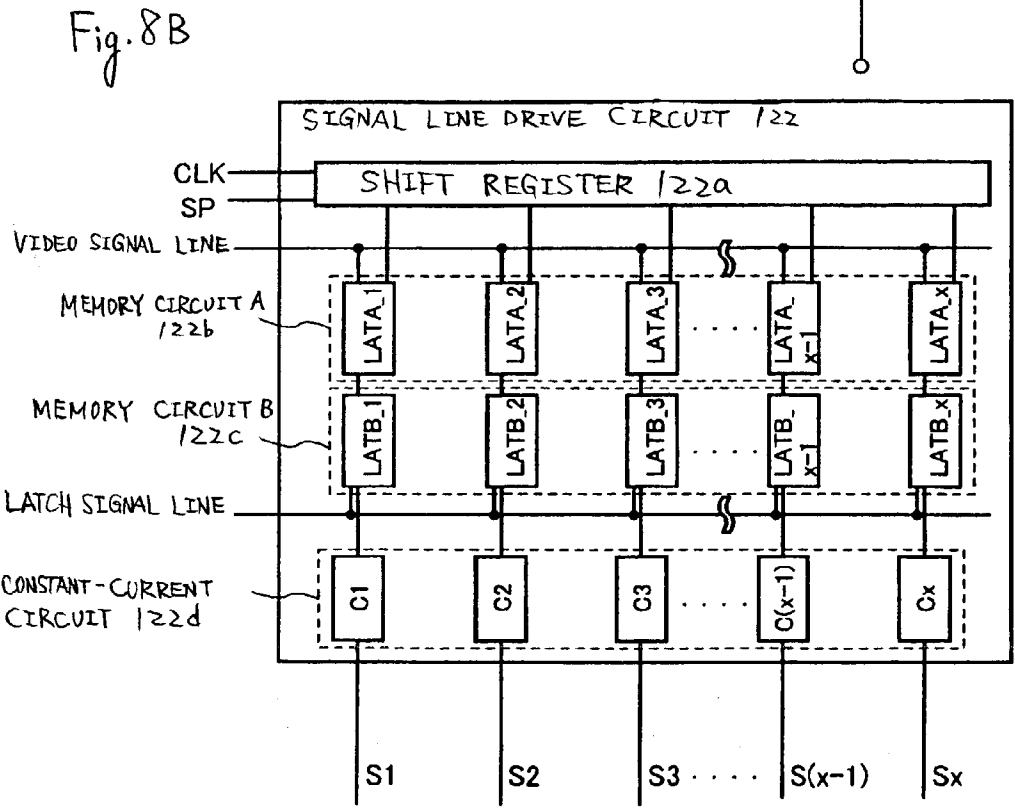 Fig. 8B
SIGNAL LINE DRIVE CIRCUIT 122
CLK
SHIFT REGISTER 122a
SP
VIDEO SIGNAL LINE
MEMORY CIRCUIT A
122b
LATA_1
LATA_2
LATA_3
· · · ·
LATA_
x-1
LATA_x
MEMORY CIRCUIT B
122c
LATB_1
LATB_2
LATB_3
· · · ·
LATB_
x-1
LATB_x
LATCH SIGNAL LINE
CONSTANT-CURRENT
CIRCUIT 122d
C1
C2
C3
· · · ·
C(x-1)
Cx
S1
S2
S3 · · · · S(x-1)
Sx